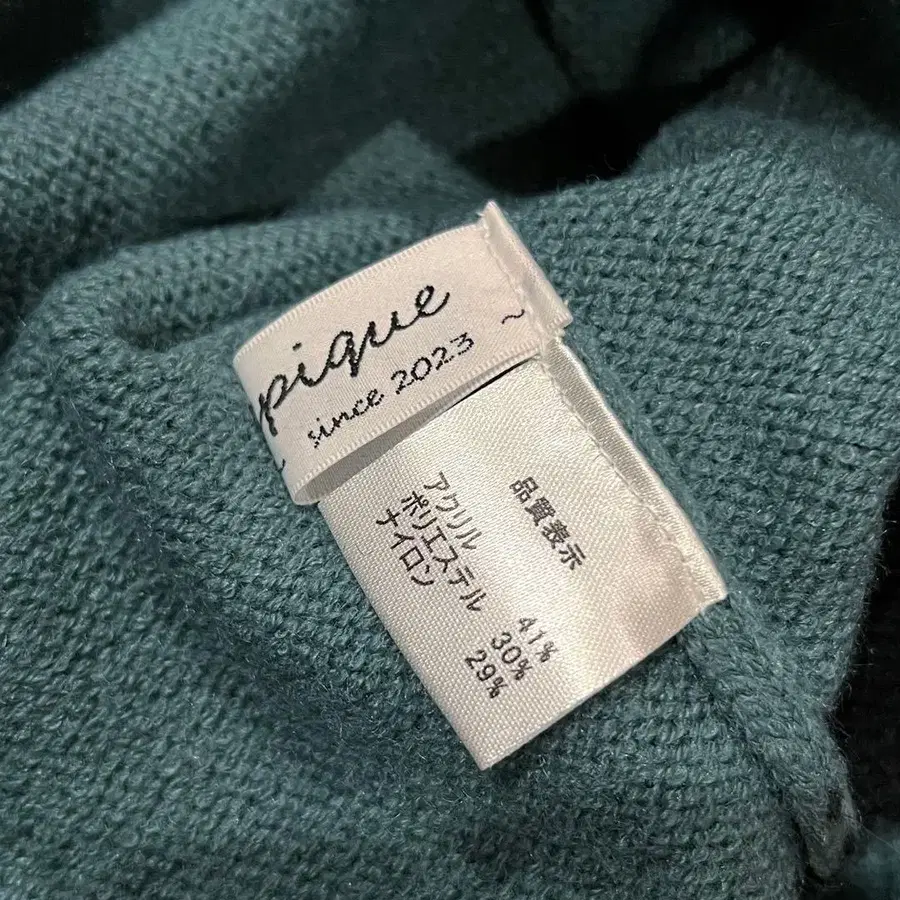 pique
since 2023 ~
品質表示
アクリル 41%
ポリエステル 30%
ナイロン 29%